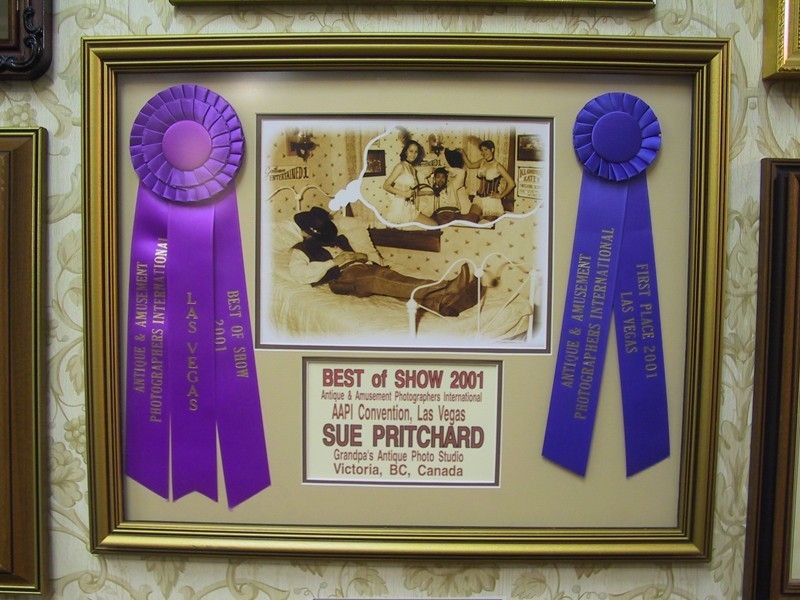 ANTIQUE & AMUSEMENT
PHOTOGRAPHERS INTERNATIONAL
LAS VEGAS
BEST OF SHOW
2001
ENTERTAINED1
BEST of SHOW 2001
Antique & Amusement Photographers International
AAPI Convention, Las Vegas
SUE PRITCHARD
Grandpa's Antique Photo Studio
Victoria, BC, Canada
ANTIQUE & AMUSEMENT
PHOTOGRAPHERS INTERNATIONAL
FIRST PLACE 2001
LAS VEGAS